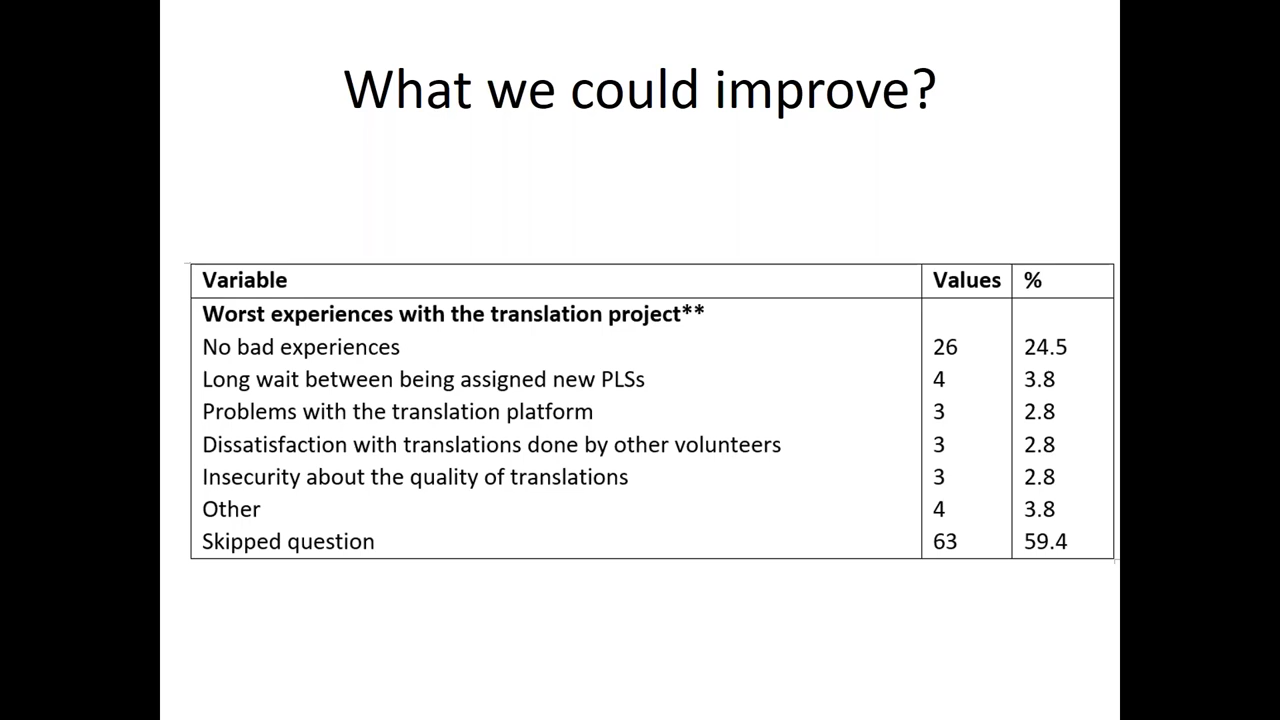 What we could improve?
Variable Values %
Worst experiences with the translation project**
No bad experiences 26 24.5
Long wait between being assigned new PLSs 4 3.8
Problems with the translation platform 3 2.8
Dissatisfaction with translations done by other volunteers 3 2.8
Insecurity about the quality of translations 3 2.8
Other 4 3.8
Skipped question 63 59.4